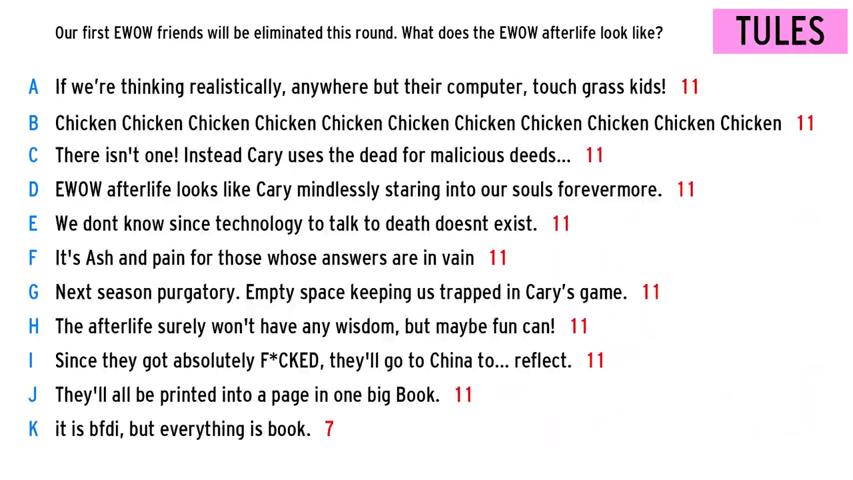 Our first EWOW friends will be eliminated this round. What does the EWOW afterlife look like?
TULES
A If we’re thinking realistically, anywhere but their computer, touch grass kids! 11
B Chicken Chicken Chicken Chicken Chicken Chicken Chicken Chicken Chicken Chicken Chicken 11
C There isn't one! Instead Cary uses the dead for malicious deeds... 11
D EWOW afterlife looks like Cary mindlessly staring into our souls forevermore. 11
E We dont know since technology to talk to death doesnt exist. 11
F It's Ash and pain for those whose answers are in vain 11
G Next season purgatory. Empty space keeping us trapped in Cary’s game. 11
H The afterlife surely won't have any wisdom, but maybe fun can! 11
I Since they got absolutely F*CKED, they'll go to China to... reflect. 11
J They'll all be printed into a page in one big Book. 11
K it is bfdi, but everything is book. 7